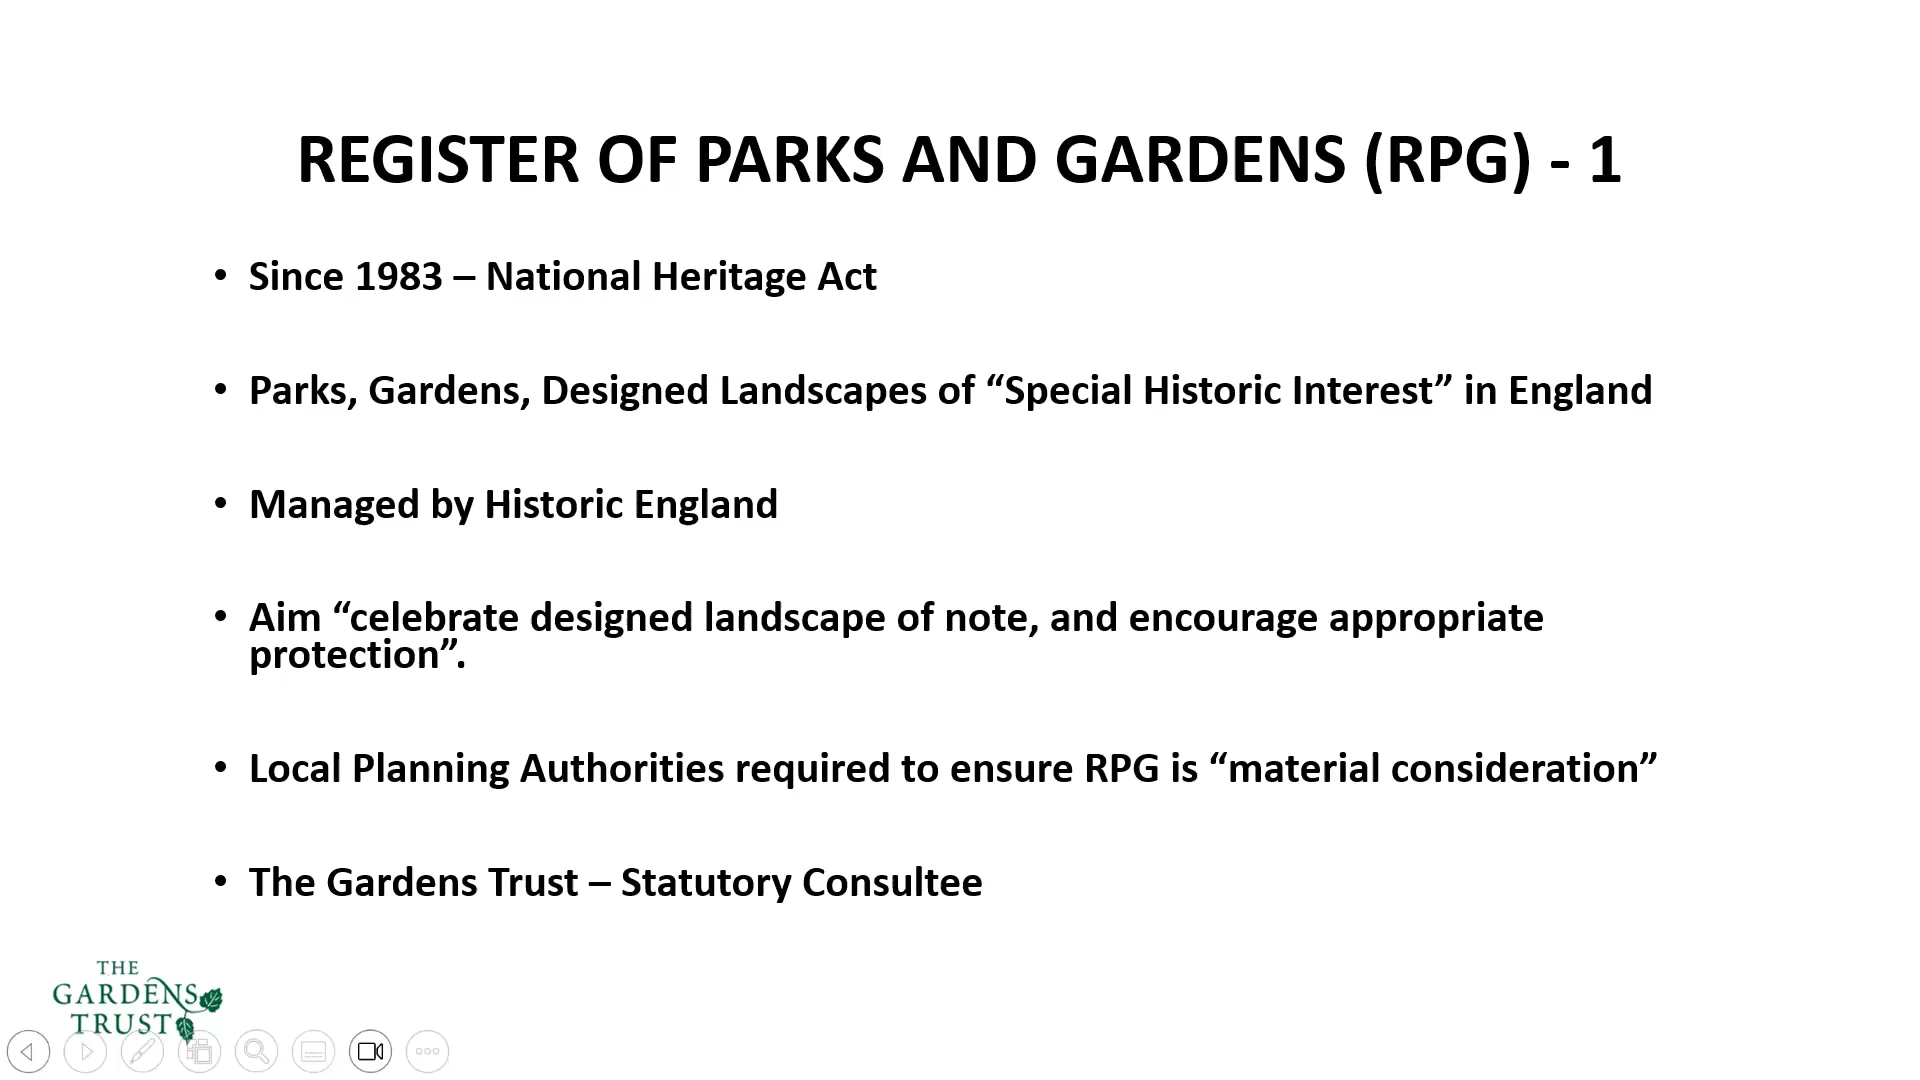 REGISTER OF PARKS AND GARDENS (RPG) - 1
• Since 1983 – National Heritage Act
• Parks, Gardens, Designed Landscapes of “Special Historic Interest” in England
• Managed by Historic England
• Aim “celebrate designed landscape of note, and encourage appropriate
protection”.
• Local Planning Authorities required to ensure RPG is “material consideration”
• The Gardens Trust – Statutory Consultee
THE
GARDENS
TRUST